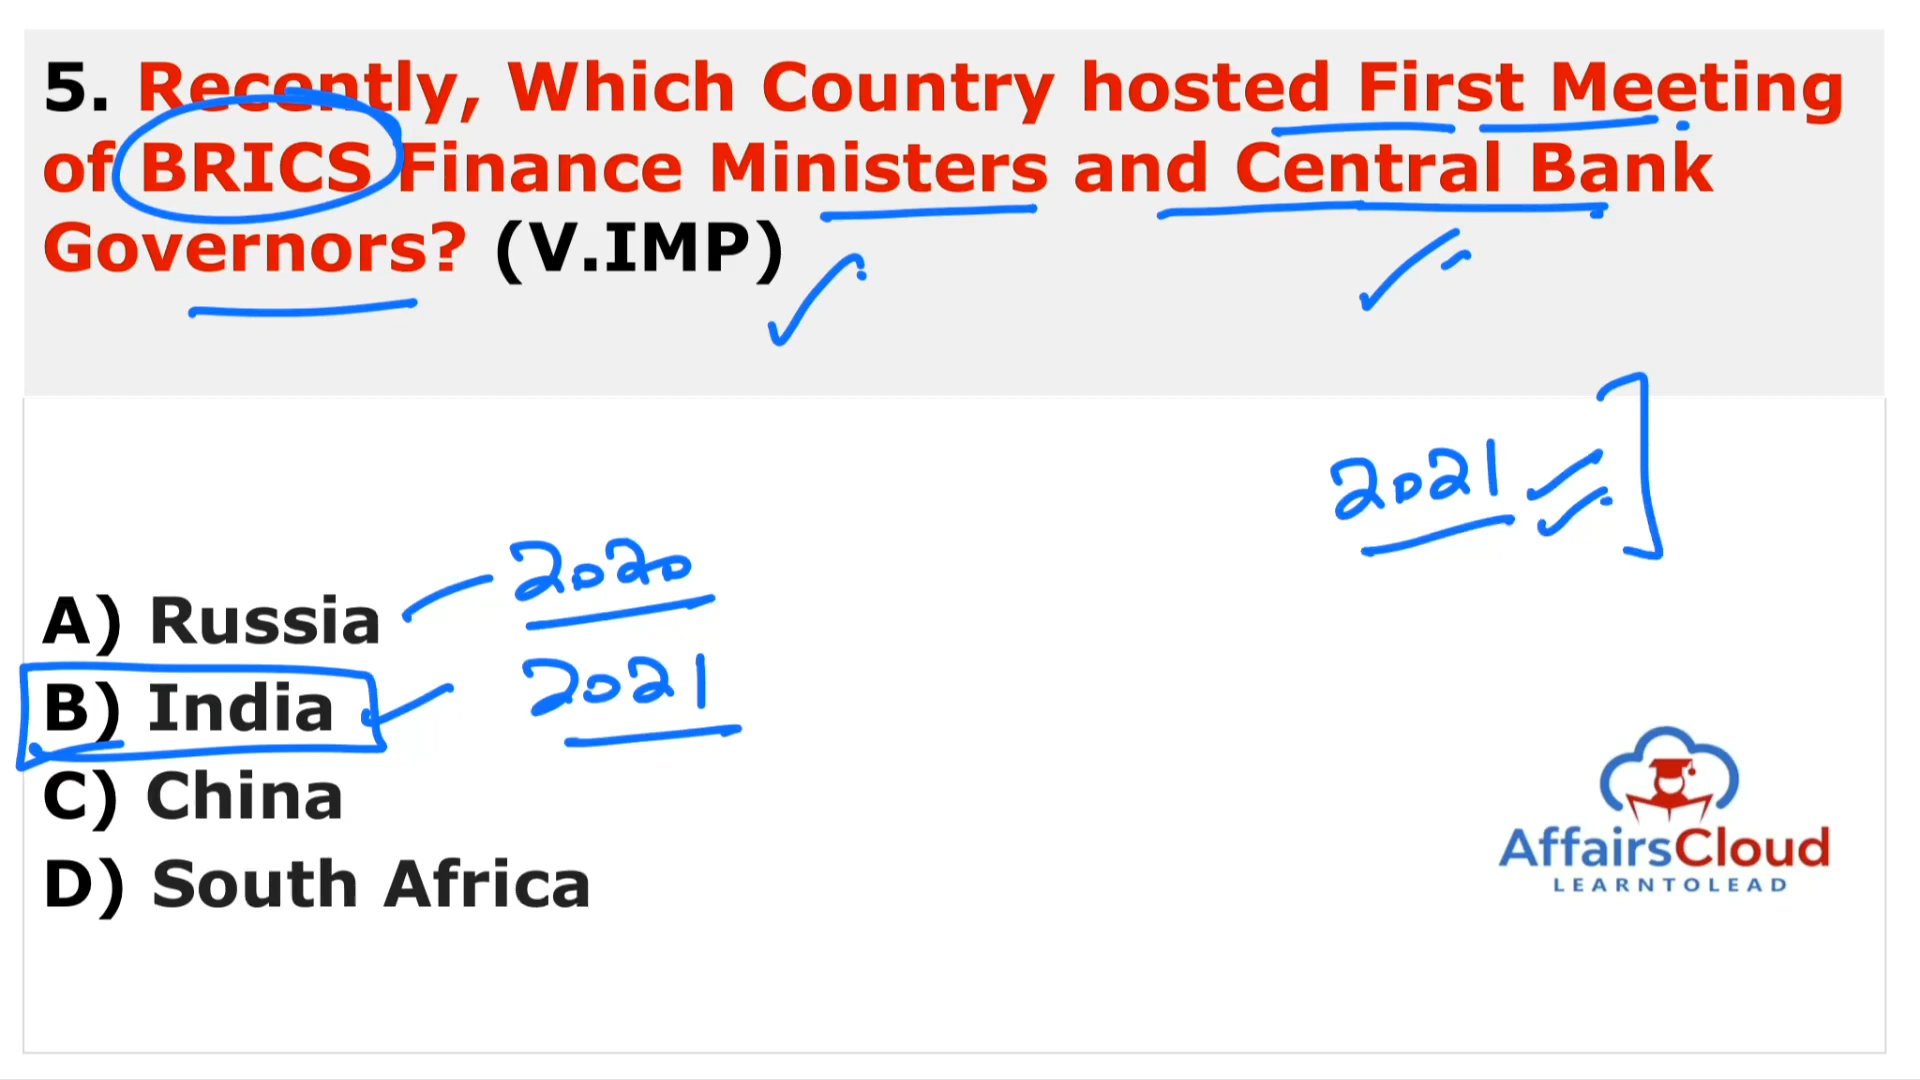 5. Recently, Which Country hosted First Meeting
of BRICS Finance Ministers and Central Bank
Governors? (V.IMP)
2021
2020
A) Russia
2021
B) India
C) China
D) South Africa
AffairsCloud
LEARNTOLEAD